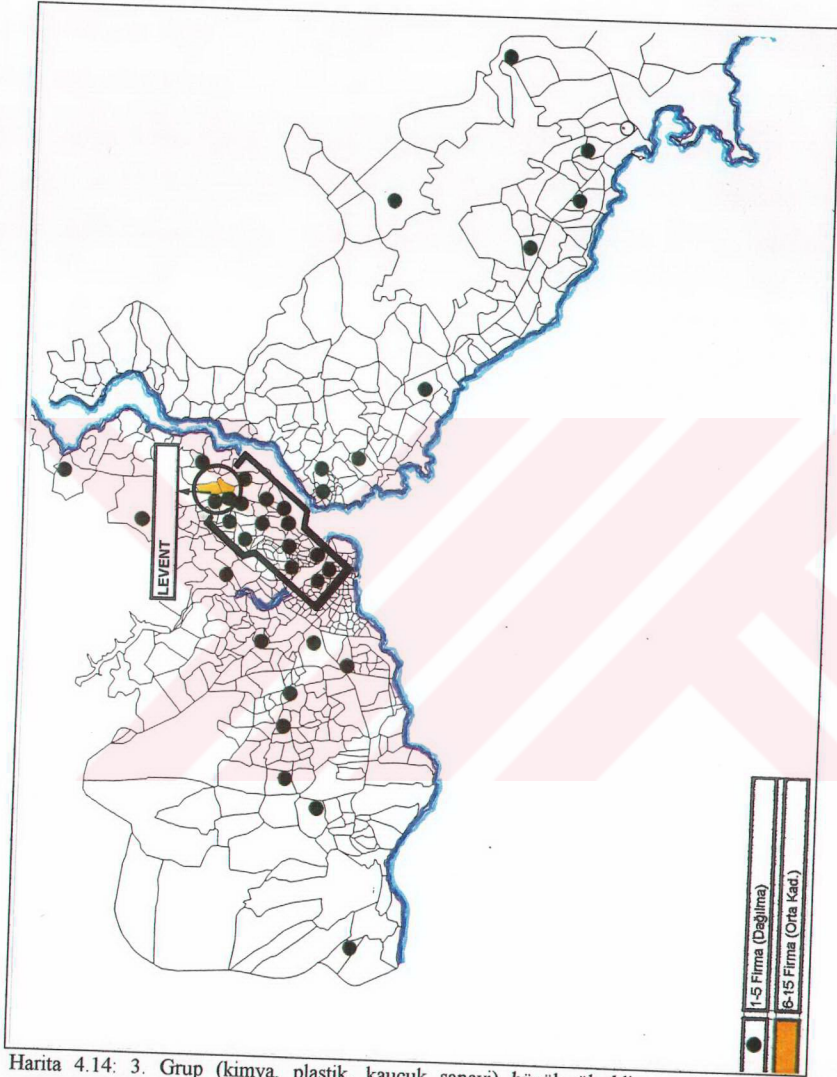 LEVENT
1-5 Firma (Dağılma)
6-15 Firma (Orta Kad.)
Harita 4.14: 3. Grup (kimya, plastik, kauçuk sanayi)